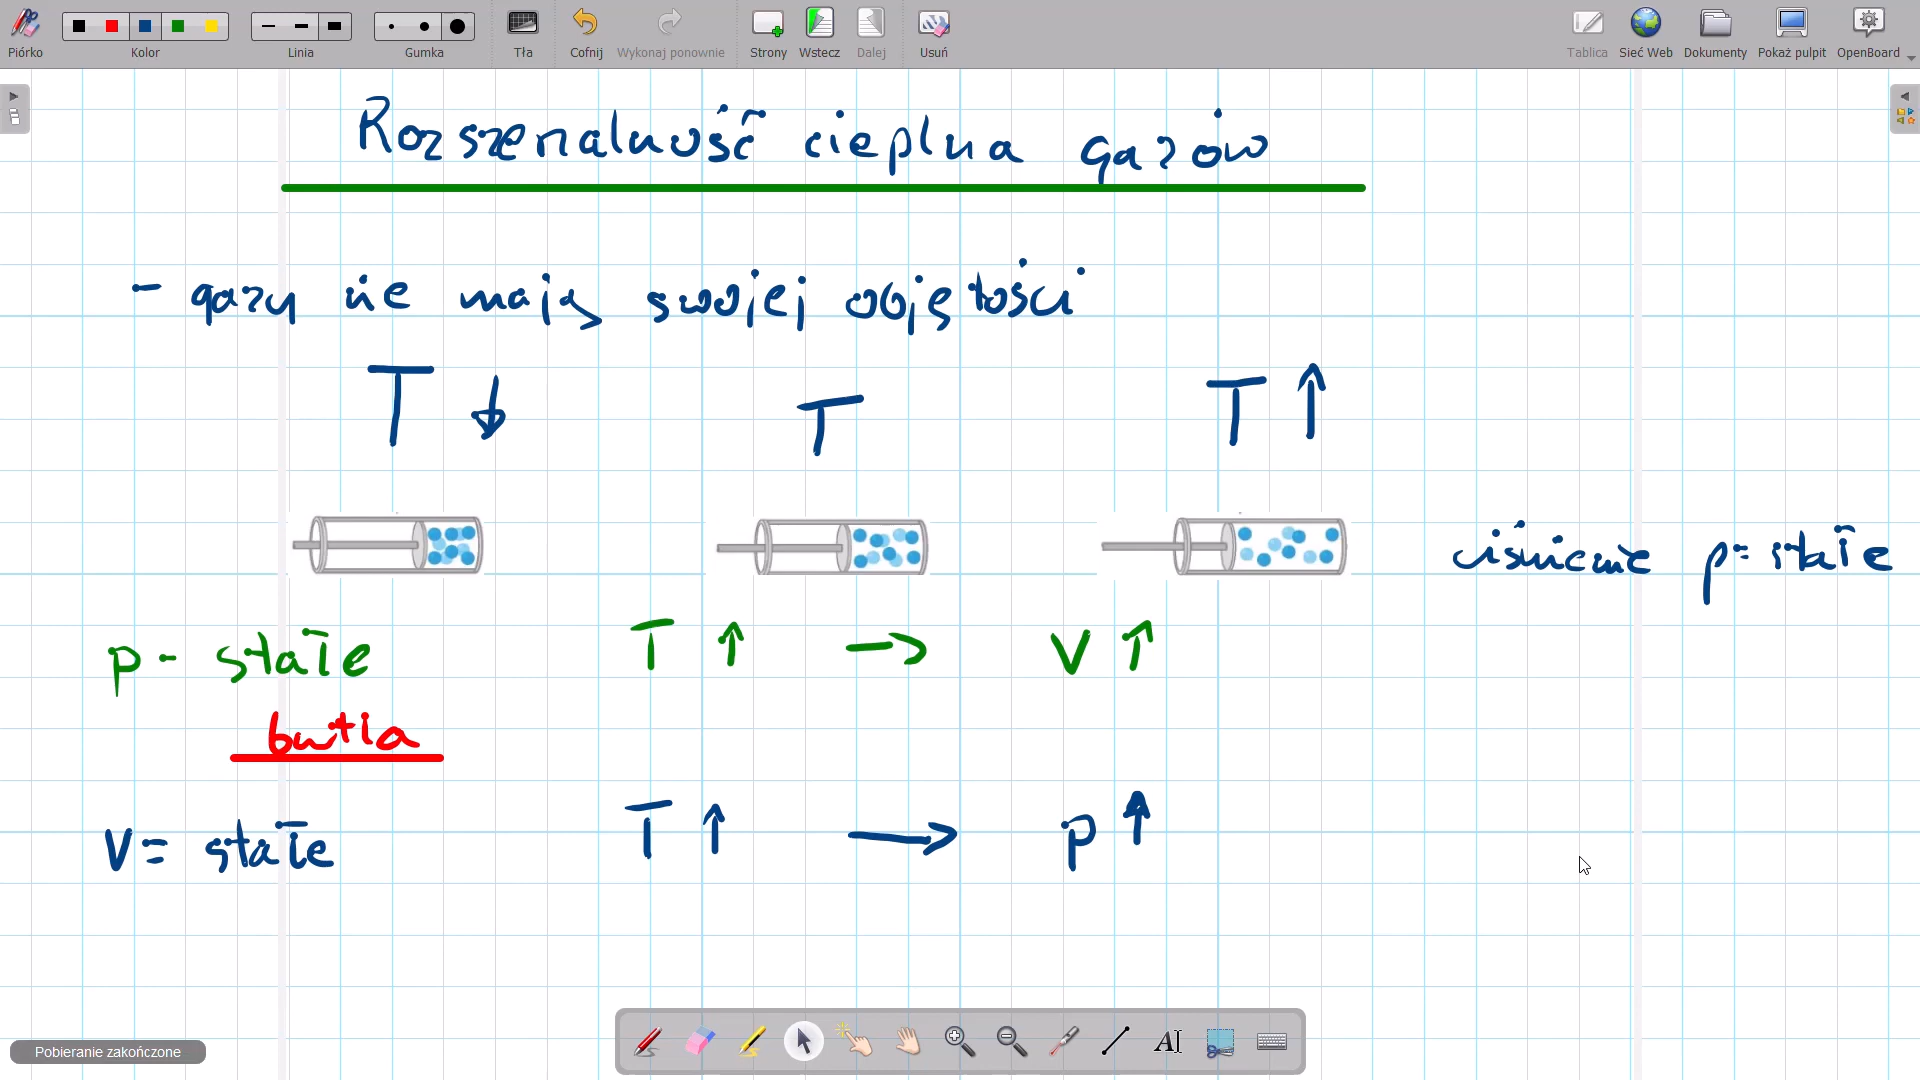 Piórko Kolor Linia Gumka Tła Cofnij Wykonaj ponownie Strony Wstecz Dalej Usuń Tablica Sieć Web Dokumenty Pokaż pulpit OpenBoard
Rozszerzalność cieplna gazów
- gazy nie mają swojej objętości
T ↓ T T ↑
ciśnienie p = stałe
p - stałe T ↑ → V ↑
butla
V = stałe T ↑ → p ↑
AI
Pobieranie zakończone